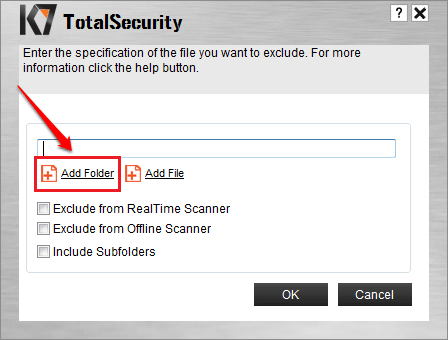 K7 TotalSecurity
? X
Enter the specification of the file you want to exclude. For more
information click the help button.
Add Folder Add File
Exclude from RealTime Scanner
Exclude from Offline Scanner
Include Subfolders
OK Cancel